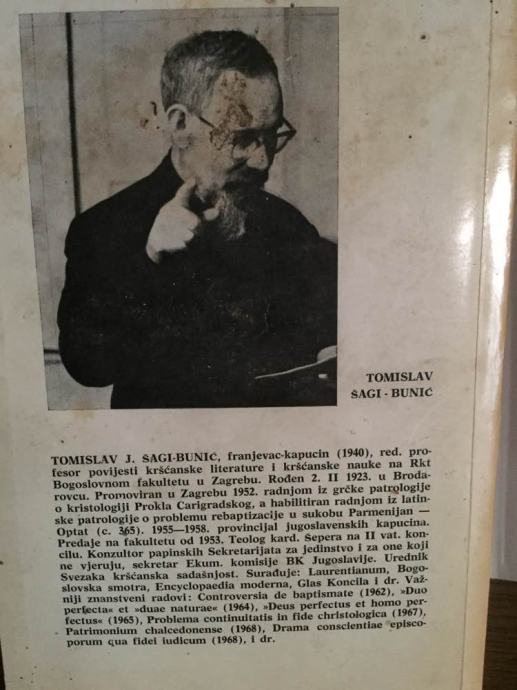 TOMISLAV
ŠAGI - BUNIĆ
TOMISLAV J. ŠAGI-BUNIĆ, franjevac-kapucin (1940), red. pro-
fesor povijesti kršćanske literature i kršćanske nauke na Rkt
Bogoslovnom fakultetu u Zagrebu. Rođen 2. II 1923. u Broda-
rovcu. Promoviran u Zagrebu 1952. radnjom iz grčke patrologije
o kristologiji Prokla Carigradskog, a habilitiran radnjom iz latin-
ske patrologije o problemu rebaptizacije u sukobu Parmenijan —
Optat (c. 365). 1955—1958. provincijal jugoslavenskih kapucina.
Predaje na fakultetu od 1953. Teolog kard. Šepera na II vat. kon-
cilu. Konzultor papinskih Sekretarijata za jedinstvo i za one koji
ne vjeruju, sekretar Ekum. komisije BK Jugoslavije. Urednik
Svezaka kršćanska sadašnjost. Surađuje: Laurentianum, Bogo-
slovska smotra, Encyclopaedia moderna, Glas Koncila i dr. Važ-
niji znanstveni radovi: Controversia de baptismate (1962), »Duo
perfecta« et »duae naturae« (1964), »Deus perfectus et homo per-
fectus« (1965), Problema continuitatis in fide christologica (1967),
Patrimonium chalcedonense (1968), Drama conscientiae episco-
porum qua fidei iudicum (1968), i dr.